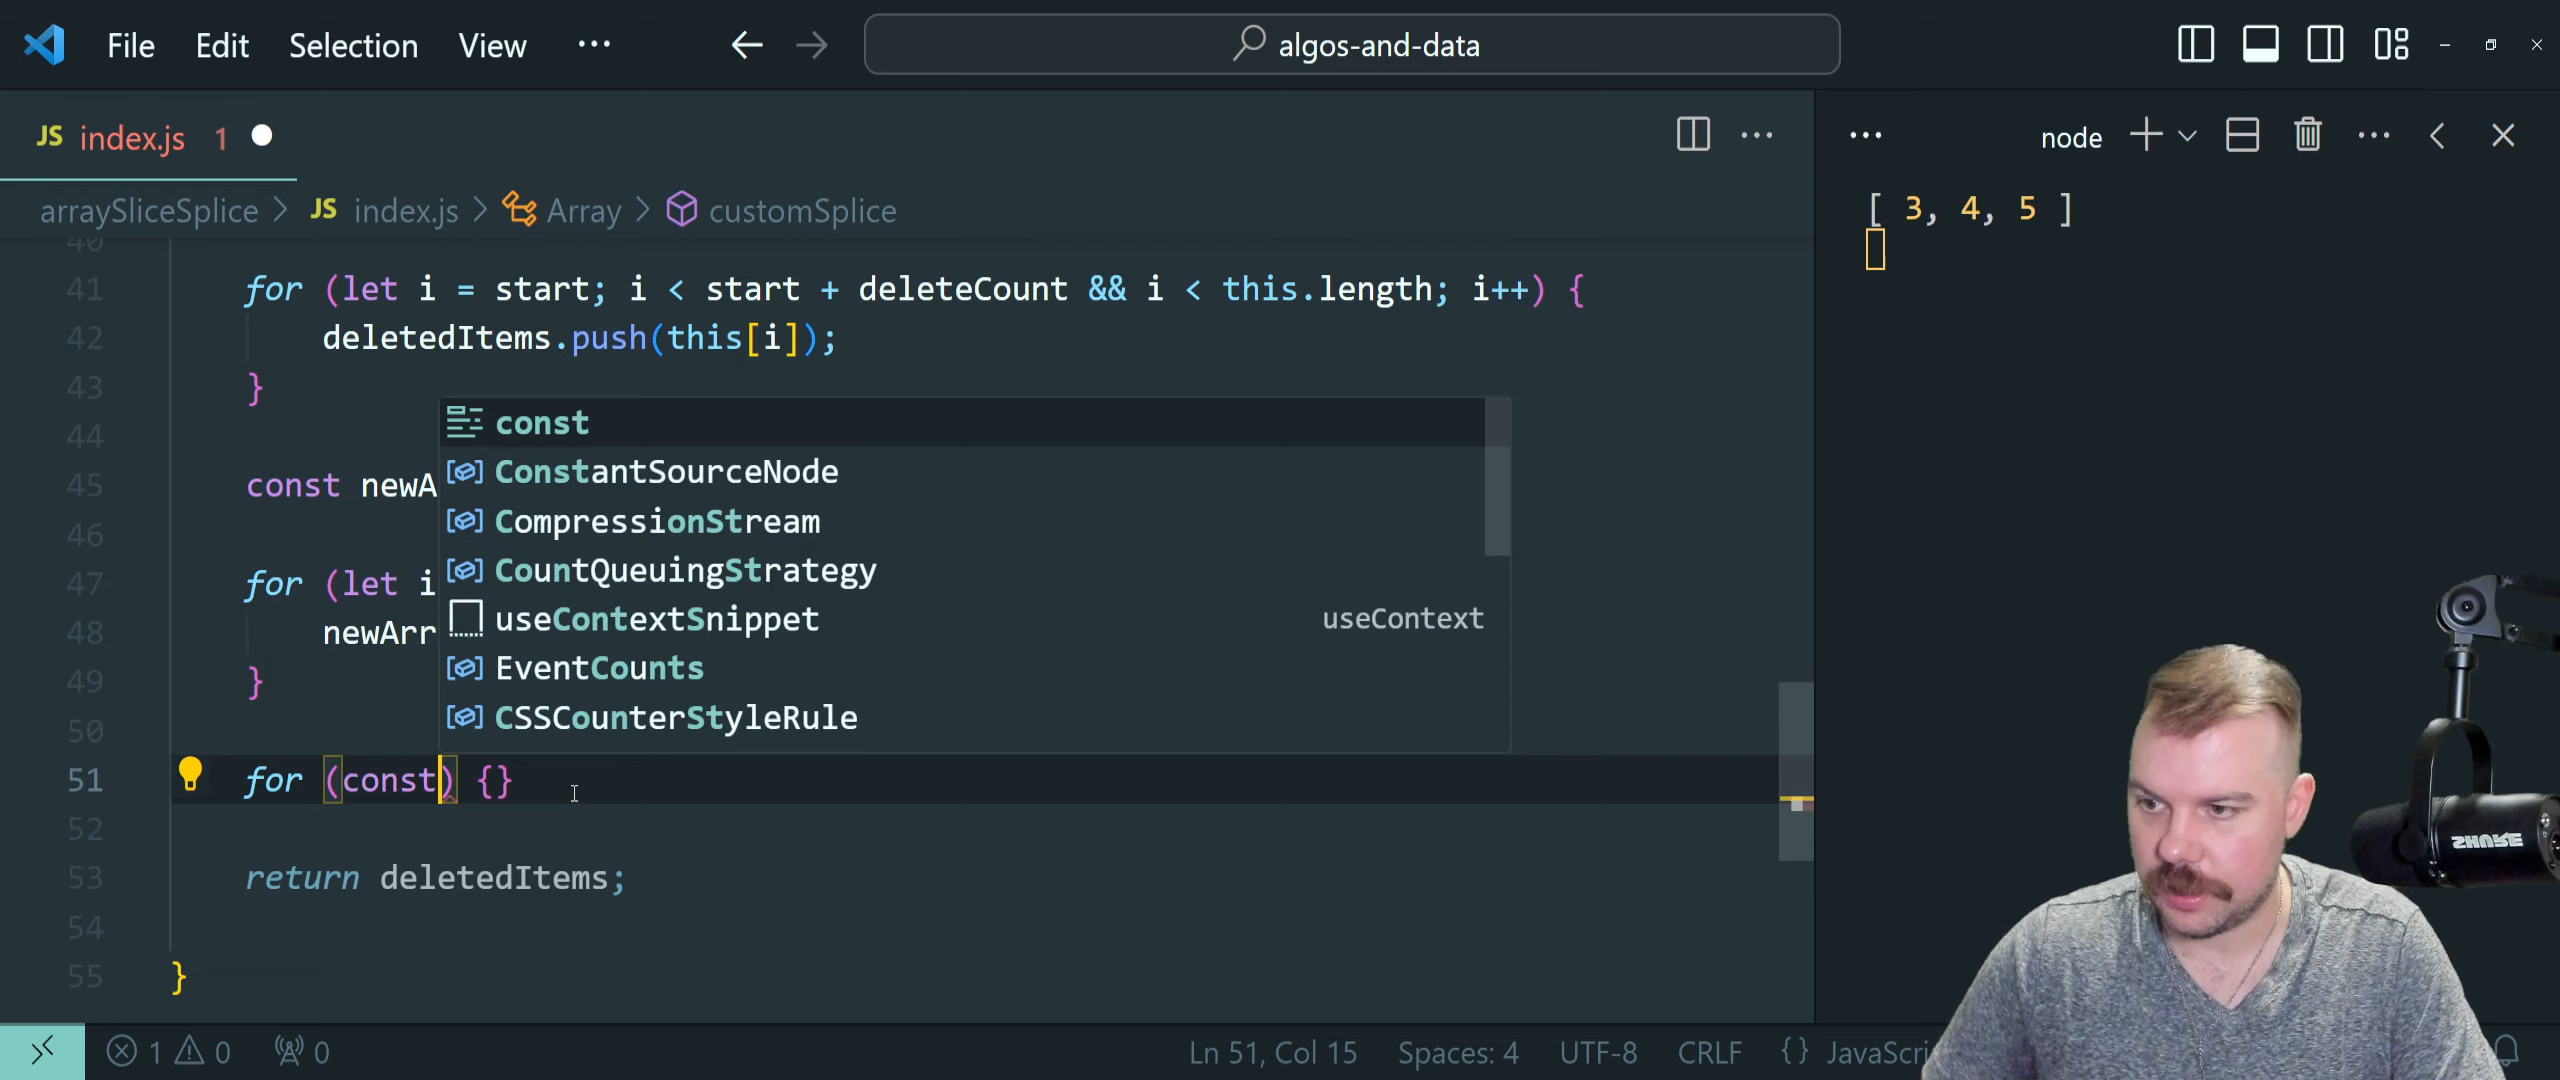 File Edit Selection View ··· algos-and-data
JS index.js 1
node
arraySliceSplice > JS index.js > Array > customSplice
[ 3, 4, 5 ]
40
41 for (let i = start; i < start + deleteCount && i < this.length; i++) {
42 deletedItems.push(this[i]);
43 }
44
45 const newA
46
47 for (let i
48 newArr
49 }
50
const
ConstantSourceNode
CompressionStream
CountQueuingStrategy
useContextSnippet useContext
EventCounts
CSSCounterStyleRule
51 for (const) {}
52
53 return deletedItems;
54
55 }
SHURE
1 0 0 Ln 51, Col 15 Spaces: 4 UTF-8 CRLF {} JavaScri